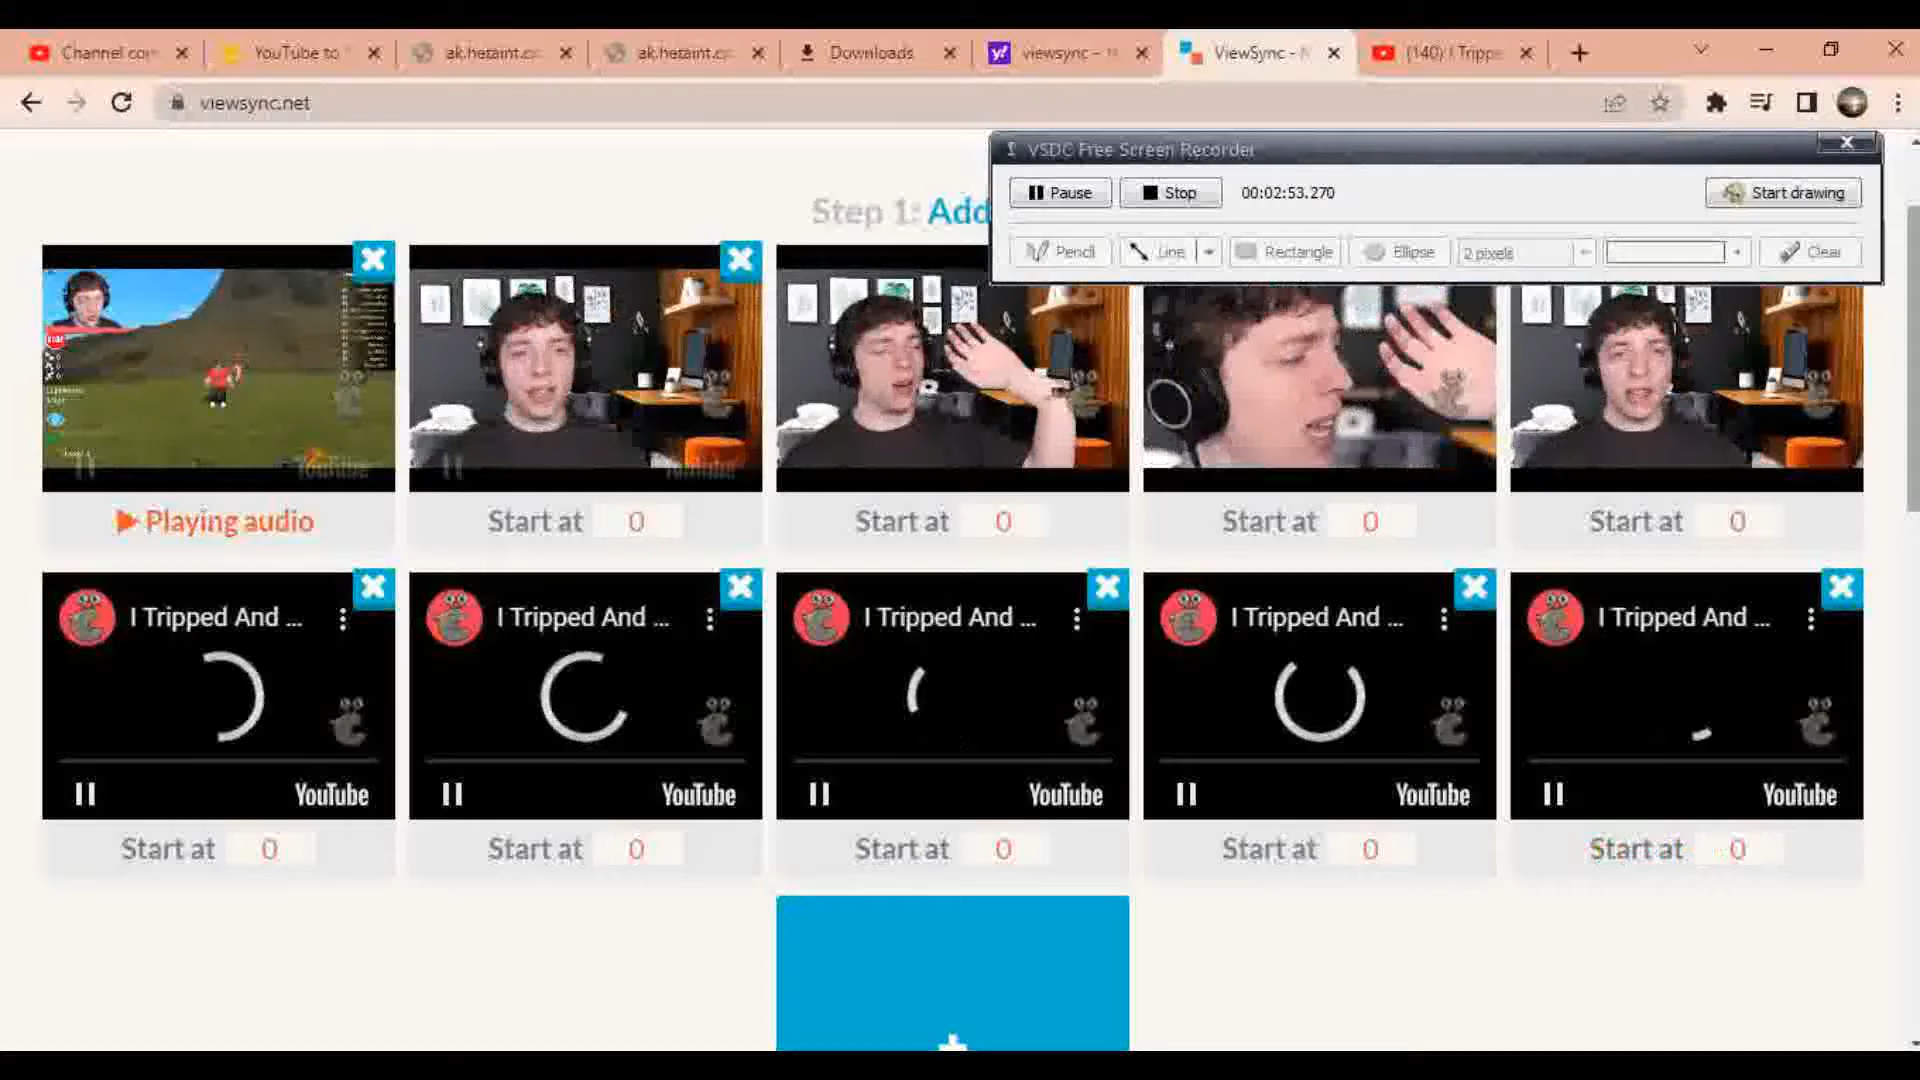 Channel con
YouTube to
ak.hetaint.c
ak.hetaint.c
Downloads
viewsync –
ViewSync -
(140) I Trippe
viewsync.net
VSDC Free Screen Recorder
Pause
Stop
00:02:53.270
Start drawing
Pencil
Line
Rectangle
Ellipse
2 pixels
Clear
Step 1: Add
YouTube
YouTube
Playing audio
Start at 0
Start at 0
Start at 0
Start at 0
I Tripped And ...
I Tripped And ...
I Tripped And ...
I Tripped And ...
I Tripped And ...
YouTube
YouTube
YouTube
YouTube
YouTube
Start at 0
Start at 0
Start at 0
Start at 0
Start at 0